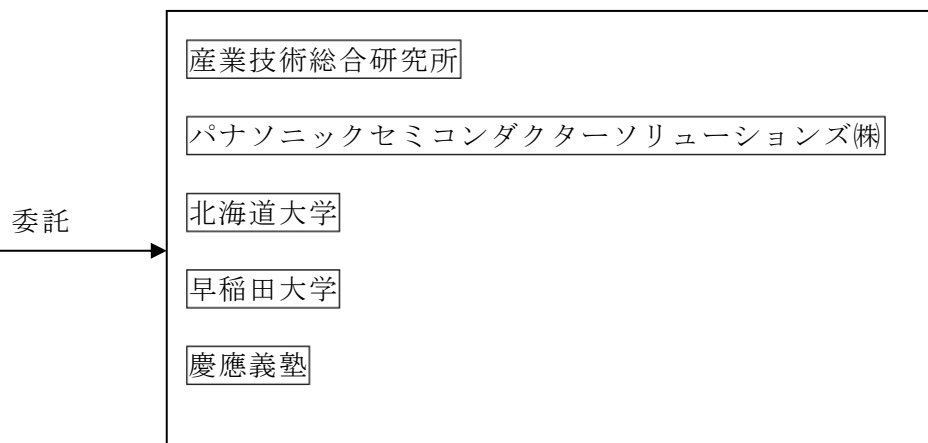 産業技術総合研究所
パナソニックセミコンダクターソリューションズ㈱
北海道大学
委託
早稲田大学
慶應義塾